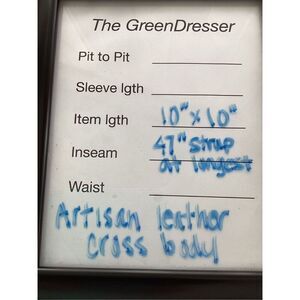 The GreenDresser
Pit to Pit
Sleeve lgth
Item lgth 10" x 10"
Inseam 47" strap
at longest
Waist
Artisan leather
cross body